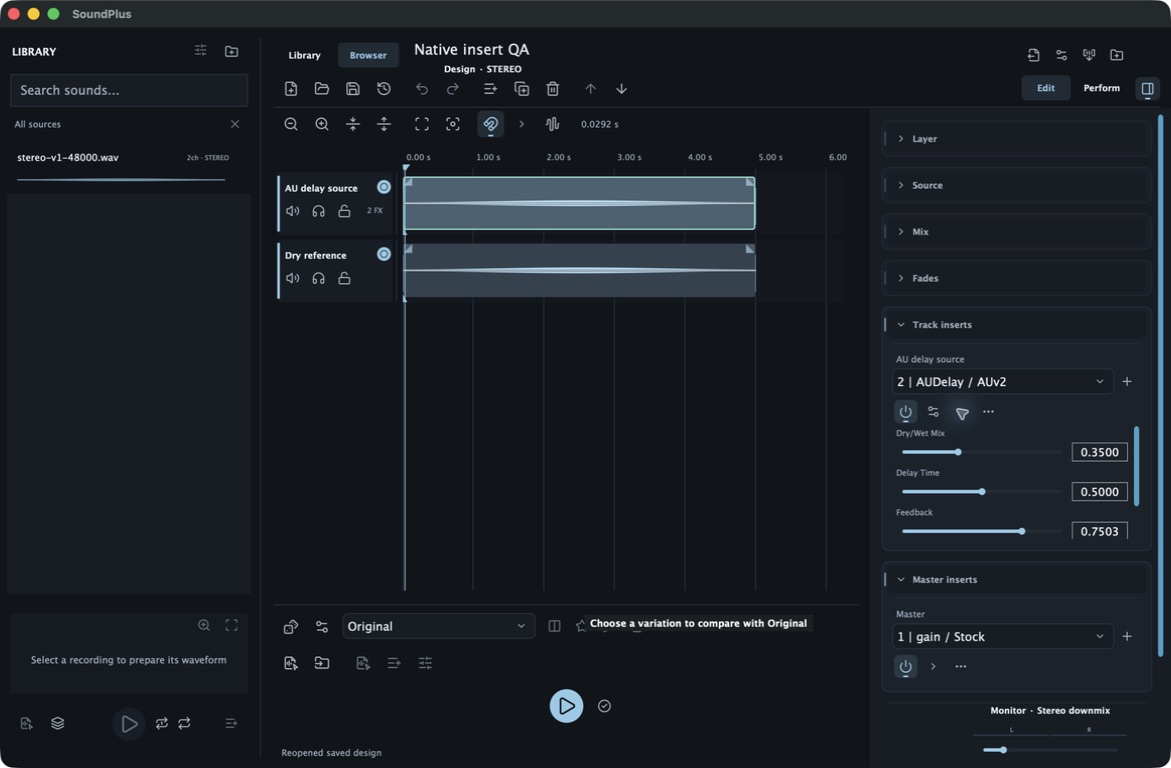 SoundPlus
LIBRARY
Search sounds...
All sources
stereo-v1-48000.wav
2ch · STEREO
Select a recording to prepare its waveform
Library
Browser
Native insert QA
Design · STEREO
Edit
Perform
0.0292 s
0.00 s 1.00 s 2.00 s 3.00 s 4.00 s 5.00 s 6.00
AU delay source
2 FX
Dry reference
Original
Choose a variation to compare with Original
Reopened saved design
Layer
Source
Mix
Fades
Track inserts
AU delay source
2 | AUDelay / AUv2
Dry/Wet Mix
0.3500
Delay Time
0.5000
Feedback
0.7503
Master inserts
Master
1 | gain / Stock
Monitor · Stereo downmix
L R